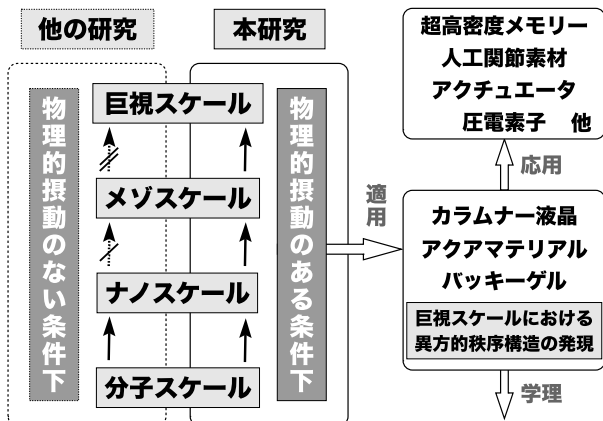 他の研究
本研究
物理的摂動のない条件下
巨視スケール
メゾスケール
ナノスケール
分子スケール
物理的摂動のある条件下
適用
超高密度メモリー
人工関節素材
アクチュエータ
圧電素子 他
応用
カラムナー液晶
アクアマテリアル
バッキーゲル
巨視スケールにおける
異方的秩序構造の発現
学理